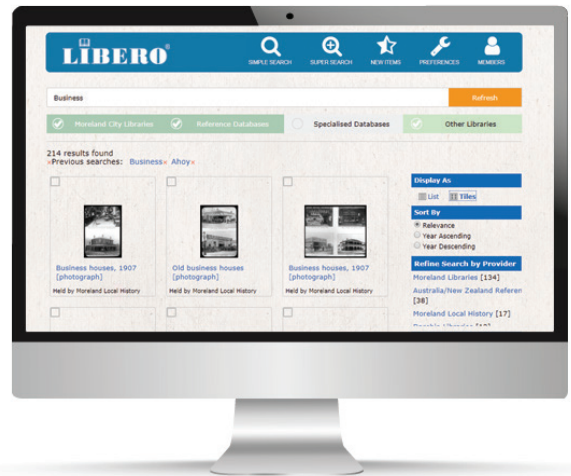 LIBERO®
SIMPLE SEARCH
SUPER SEARCH
NEW ITEMS
PREFERENCES
MEMBERS
Business
Refresh
Moreland City Libraries
Reference Databases
Specialised Databases
Other Libraries
214 results found
×Previous searches: Business× Ahoy×
Business houses, 1907
[photograph]
Held by Moreland Local History
Old business houses
[photograph]
Held by Moreland Local History
Business houses, 1907
[photograph]
Held by Moreland Local History
Display As
List
Tiles
Sort By
Relevance
Year Ascending
Year Descending
Refine Search by Provider
Moreland Libraries [134]
Australia/New Zealand Referen
[38]
Moreland Local History [17]